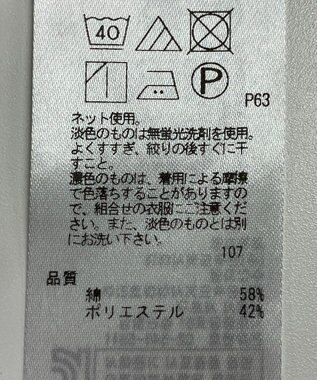 40
P
P63
ネット使用。
淡色のものは無蛍光洗剤を使用。
よくすすぎ、絞りの後すぐに干
すこと。
濃色のものは、着用による摩擦
で色落ちすることがありますの
で、組合せの衣服にご注意くだ
さい。また、淡色のものとは別
にお洗い下さい。
107
品質
綿 58%
ポリエステル 42%